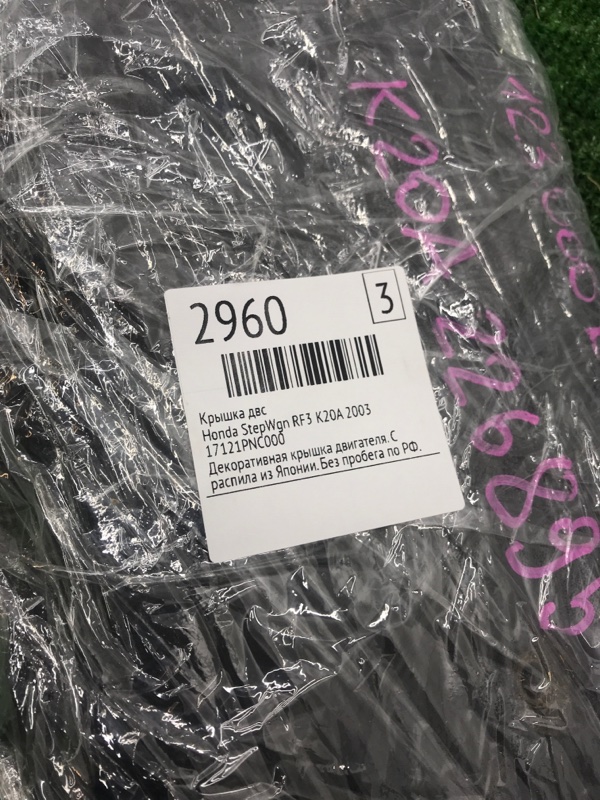 2960
3
Крышка двс
Honda StepWgn RF3 K20A 2003
17121PNC000
Декоративная крышка двигателя. С
распила из Японии. Без пробега по РФ.
K20A 226895